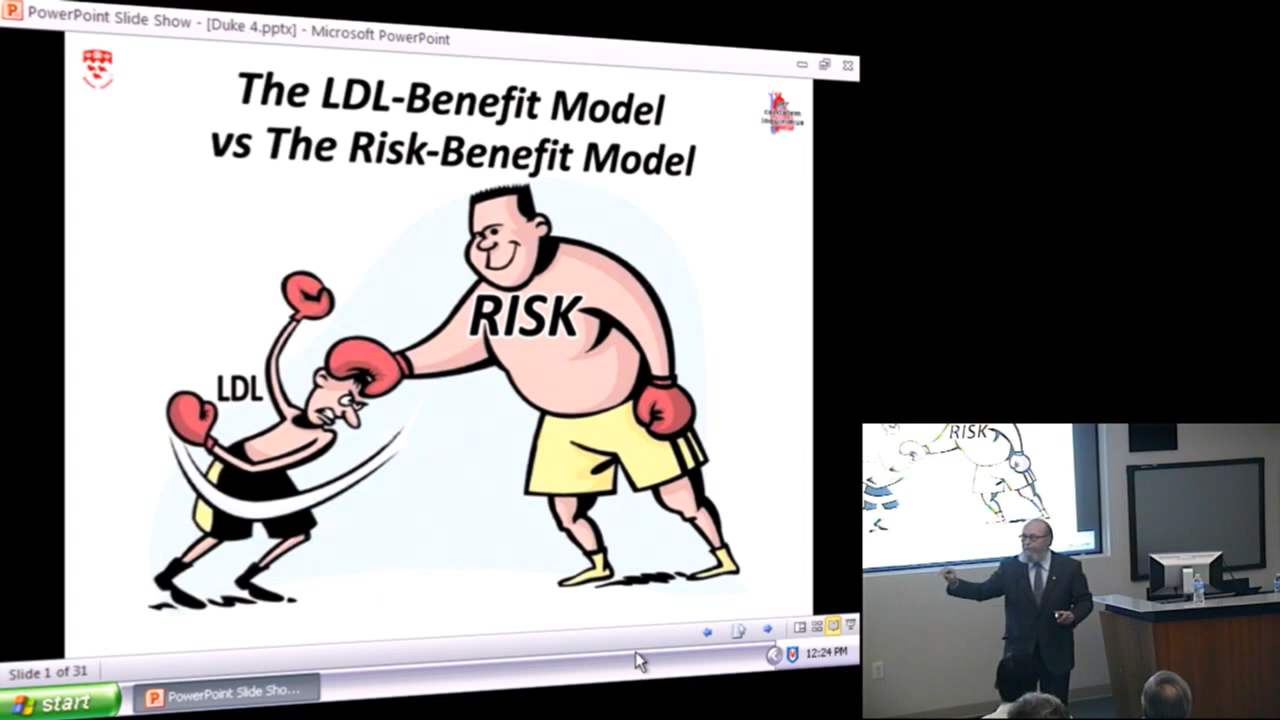 PowerPoint Slide Show - [Duke 4.pptx] - Microsoft PowerPoint
The LDL-Benefit Model
vs The Risk-Benefit Model
RISK
LDL
RISK
Slide 1 of 31
12:24 PM
start
PowerPoint Slide Sho...